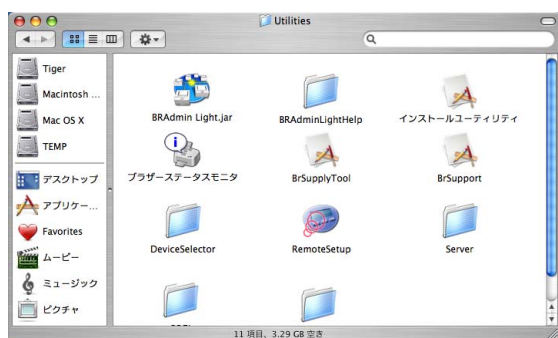 Utilities
Tiger
Macintosh ...
Mac OS X
TEMP
デスクトップ
アプリケー...
Favorites
ムービー
ミュージック
ピクチャ
BRAdmin Light.jar
BRAdminLightHelp
インストールユーティリティ
ブラザーステータスモニタ
BrSupplyTool
BrSupport
DeviceSelector
RemoteSetup
Server
11 項目、3.29 GB 空き